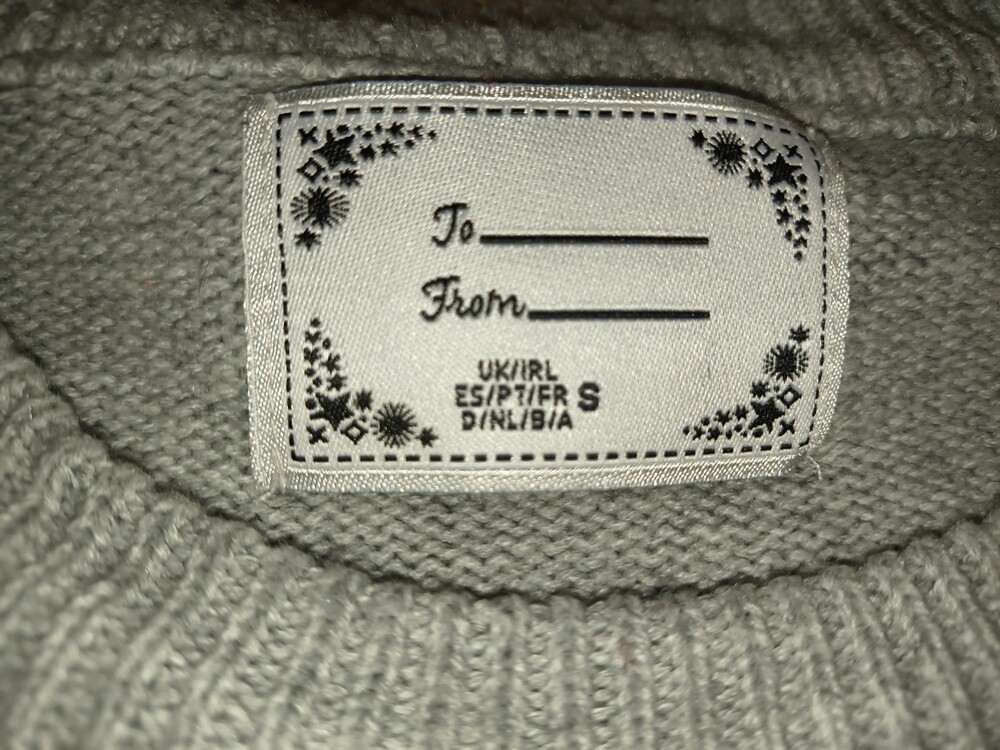 To
From
UK/IRL
ES/PT/FR S
D/NL/B/A